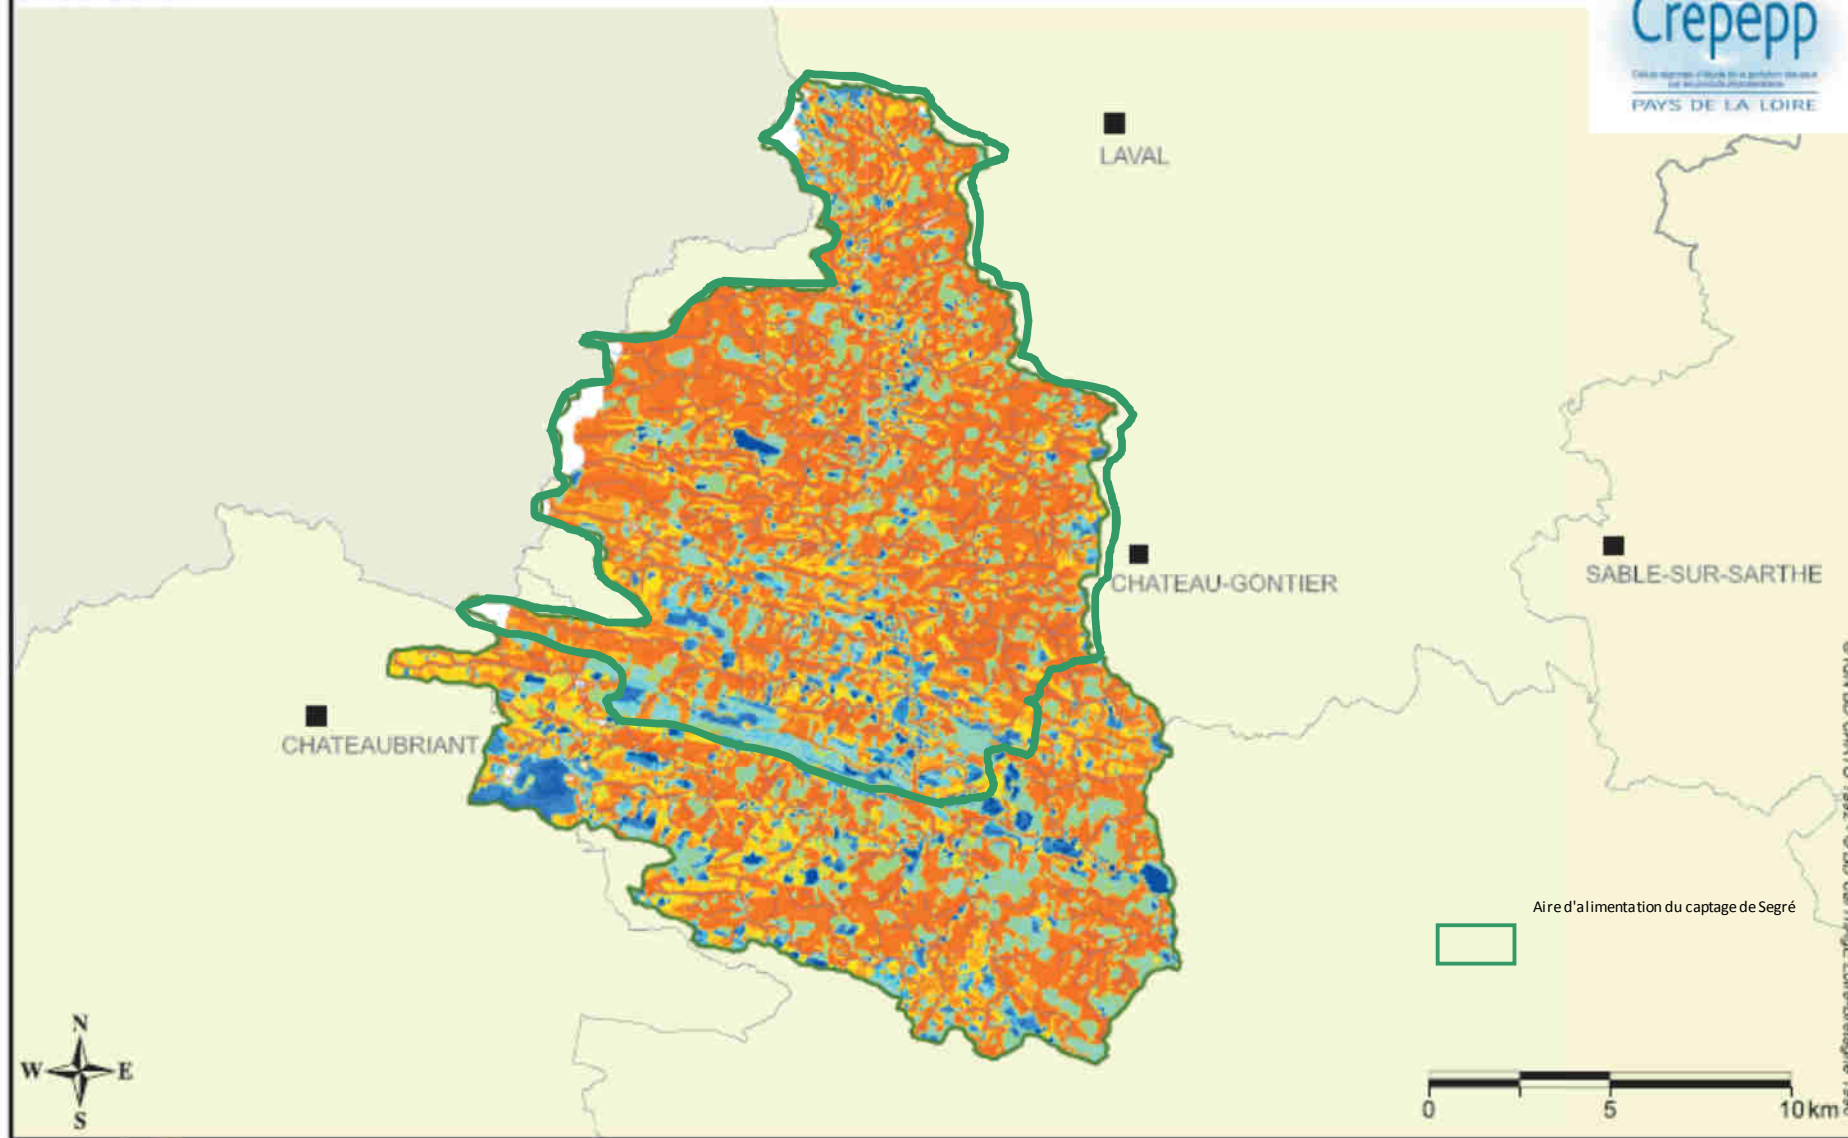 Crepepp
PAYS DE LA LOIRE
LAVAL
CHATEAU-GONTIER
SABLE-SUR-SARTHE
CHATEAUBRIANT
Aire d'alimentation du captage de Segré
N
W E
S
0 5 10 km